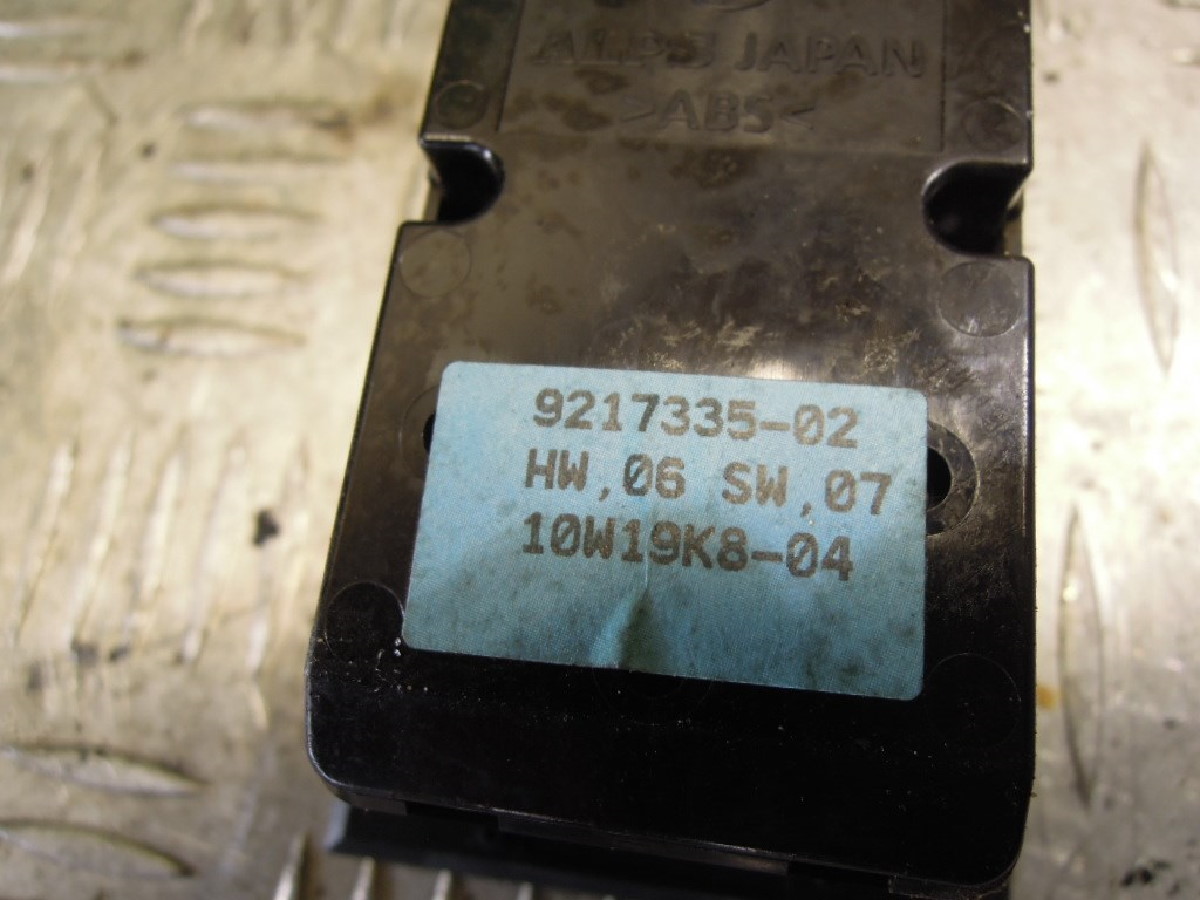 ALPS JAPAN
>ABS<
9217335-02
HW,06 SW,07
10W19K8-04